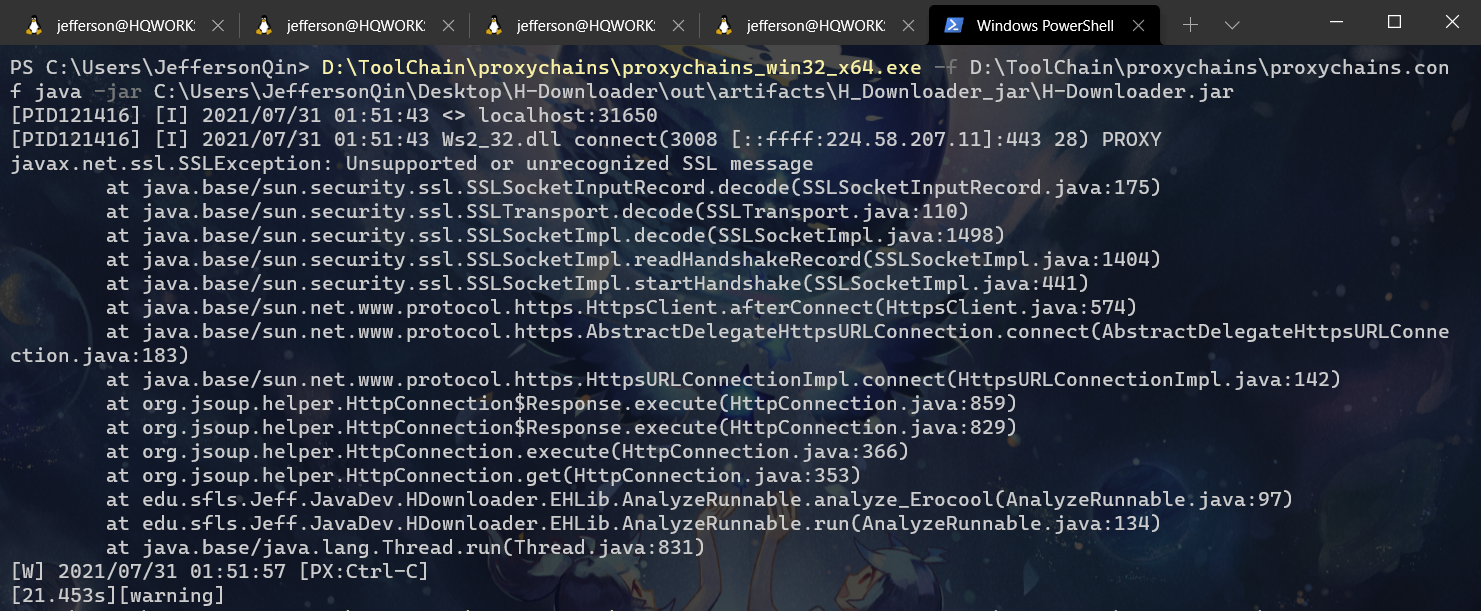 jefferson@HQWORK
jefferson@HQWORK
jefferson@HQWORK
jefferson@HQWORK
Windows PowerShell
PS C:\Users\JeffersonQin> D:\ToolChain\proxychains\proxychains_win32_x64.exe -f D:\ToolChain\proxychains\proxychains.con
f java -jar C:\Users\JeffersonQin\Desktop\H-Downloader\out\artifacts\H_Downloader_jar\H-Downloader.jar
[PID121416] [I] 2021/07/31 01:51:43 <> localhost:31650
[PID121416] [I] 2021/07/31 01:51:43 Ws2_32.dll connect(3008 [::ffff:224.58.207.11]:443 28) PROXY
javax.net.ssl.SSLException: Unsupported or unrecognized SSL message
at java.base/sun.security.ssl.SSLSocketInputRecord.decode(SSLSocketInputRecord.java:175)
at java.base/sun.security.ssl.SSLTransport.decode(SSLTransport.java:110)
at java.base/sun.security.ssl.SSLSocketImpl.decode(SSLSocketImpl.java:1498)
at java.base/sun.security.ssl.SSLSocketImpl.readHandshakeRecord(SSLSocketImpl.java:1404)
at java.base/sun.security.ssl.SSLSocketImpl.startHandshake(SSLSocketImpl.java:441)
at java.base/sun.net.www.protocol.https.HttpsClient.afterConnect(HttpsClient.java:574)
at java.base/sun.net.www.protocol.https.AbstractDelegateHttpsURLConnection.connect(AbstractDelegateHttpsURLConne
ction.java:183)
at java.base/sun.net.www.protocol.https.HttpsURLConnectionImpl.connect(HttpsURLConnectionImpl.java:142)
at org.jsoup.helper.HttpConnection$Response.execute(HttpConnection.java:859)
at org.jsoup.helper.HttpConnection$Response.execute(HttpConnection.java:829)
at org.jsoup.helper.HttpConnection.execute(HttpConnection.java:366)
at org.jsoup.helper.HttpConnection.get(HttpConnection.java:353)
at edu.sfls.Jeff.JavaDev.HDownloader.EHLib.AnalyzeRunnable.analyze_Erocool(AnalyzeRunnable.java:97)
at edu.sfls.Jeff.JavaDev.HDownloader.EHLib.AnalyzeRunnable.run(AnalyzeRunnable.java:134)
at java.base/java.lang.Thread.run(Thread.java:831)
[W] 2021/07/31 01:51:57 [PX:Ctrl-C]
[21.453s][warning]